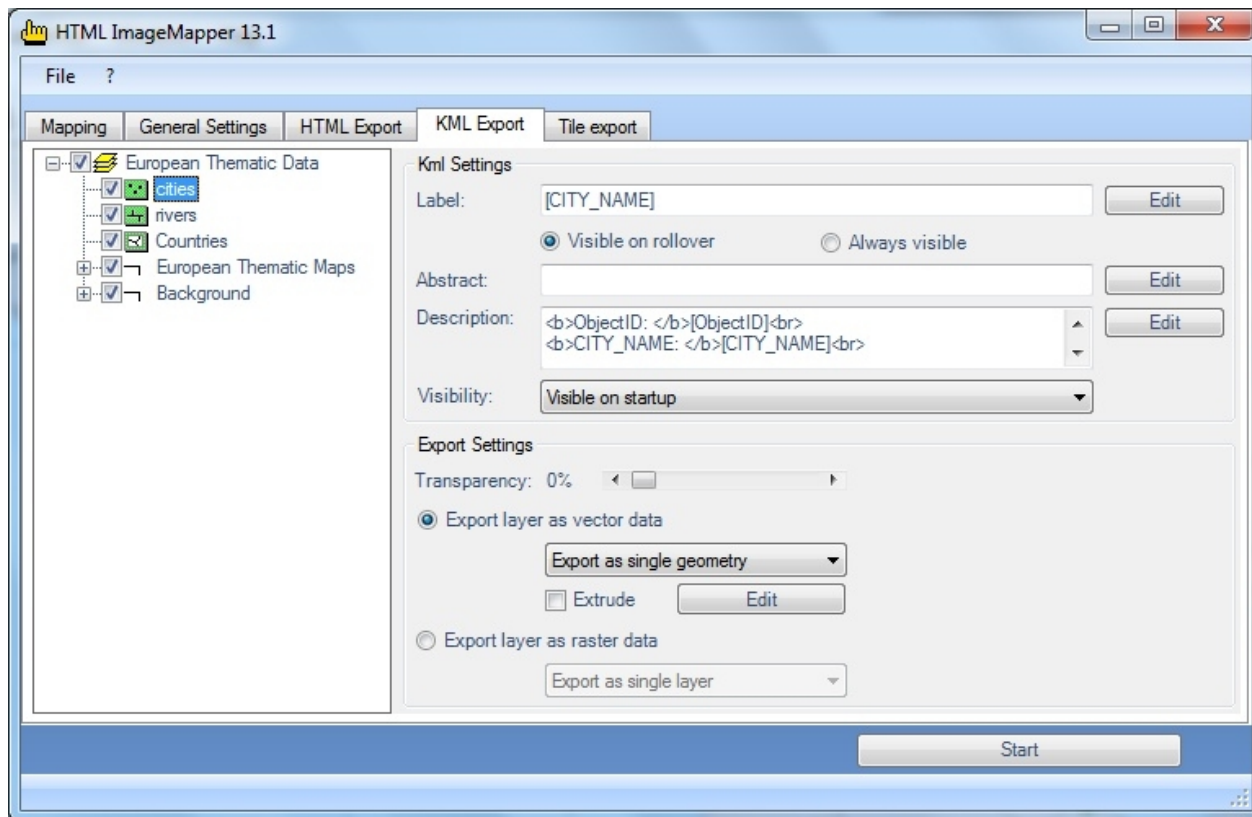 HTML ImageMapper 13.1
File ?
Mapping General Settings HTML Export KML Export Tile export
European Thematic Data
cities
rivers
Countries
European Thematic Maps
Background
Kml Settings
Label: [CITY_NAME] Edit
Visible on rollover Always visible
Abstract: Edit
Description: <b>ObjectID: </b>[ObjectID]<br> Edit
<b>CITY_NAME: </b>[CITY_NAME]<br>
Visibility: Visible on startup
Export Settings
Transparency: 0%
Export layer as vector data
Export as single geometry
Extrude Edit
Export layer as raster data
Export as single layer
Start